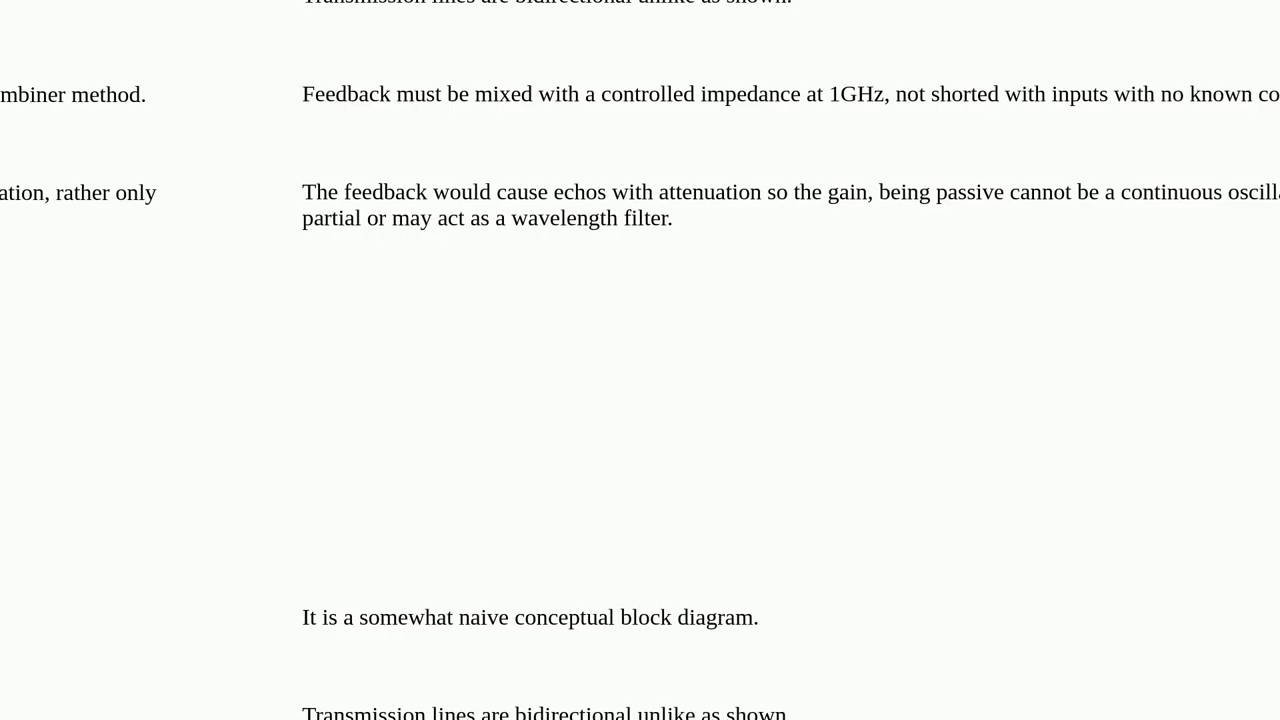 Transmission lines are bidirectional unlike as shown.
mbiner method.
Feedback must be mixed with a controlled impedance at 1GHz, not shorted with inputs with no known co
ation, rather only
The feedback would cause echos with attenuation so the gain, being passive cannot be a continuous oscilla
partial or may act as a wavelength filter.
It is a somewhat naive conceptual block diagram.
Transmission lines are bidirectional unlike as shown